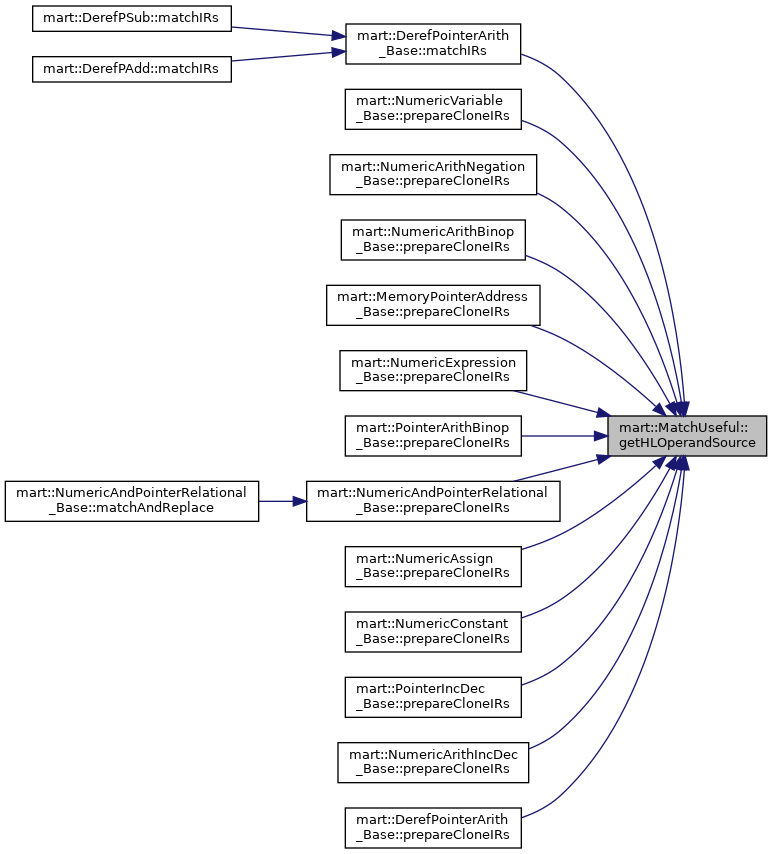 mart::DerefPSub::matchIRs
mart::DerefPAdd::matchIRs
mart::DerefPointerArith
_Base::matchIRs
mart::NumericVariable
_Base::prepareCloneIRs
mart::NumericArithNegation
_Base::prepareCloneIRs
mart::NumericArithBinop
_Base::prepareCloneIRs
mart::MemoryPointerAddress
_Base::prepareCloneIRs
mart::NumericExpression
_Base::prepareCloneIRs
mart::PointerArithBinop
_Base::prepareCloneIRs
mart::MatchUseful::
getHLOperandSource
mart::NumericAndPointerRelational
_Base::matchAndReplace
mart::NumericAndPointerRelational
_Base::prepareCloneIRs
mart::NumericAssign
_Base::prepareCloneIRs
mart::NumericConstant
_Base::prepareCloneIRs
mart::PointerIncDec
_Base::prepareCloneIRs
mart::NumericArithIncDec
_Base::prepareCloneIRs
mart::DerefPointerArith
_Base::prepareCloneIRs